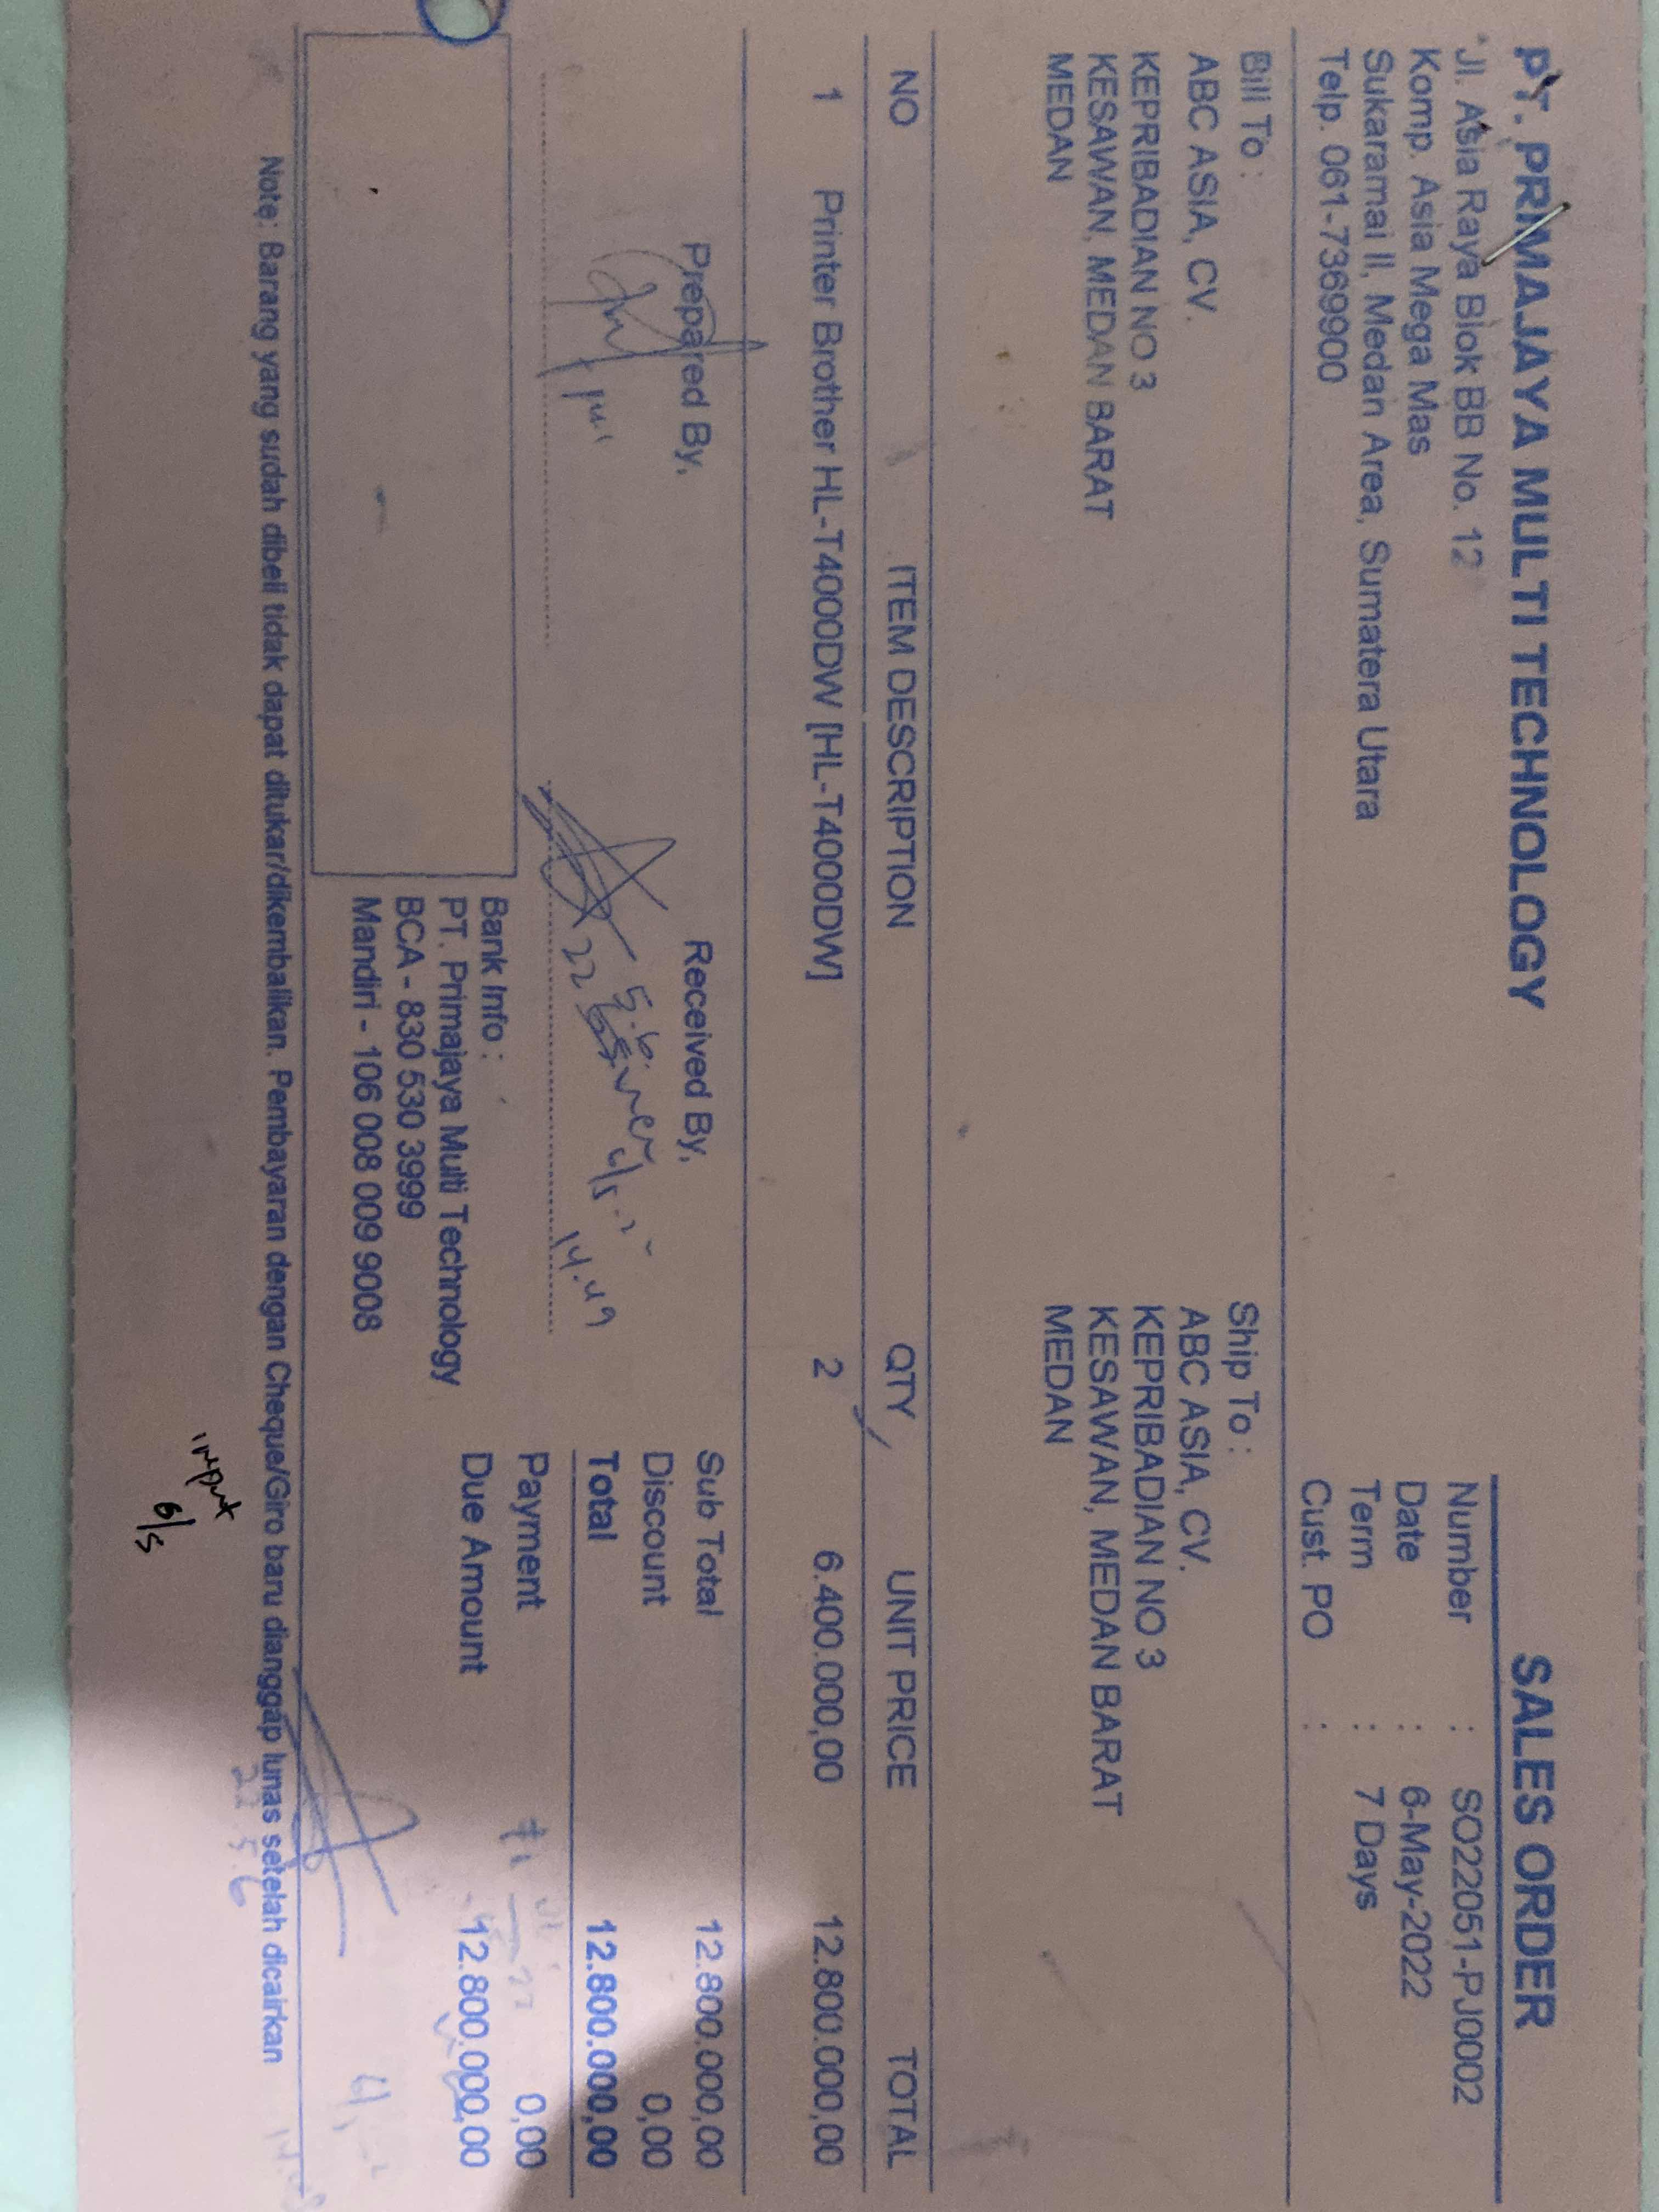 PT. PRIMAJAYA MULTI TECHNOLOGY
Jl. Asia Raya Blok BB No. 12
Komp. Asia Mega Mas
Sukaramai II, Medan Area, Sumatera Utara
Telp. 061-7369900
SALES ORDER
Number : SO22051-PJ0002
Date : 6-May-2022
Term : 7 Days
Cust. PO :
Bill To :
ABC ASIA, CV.
KEPRIBADIAN NO 3
KESAWAN, MEDAN BARAT
MEDAN
Ship To :
ABC ASIA, CV.
KEPRIBADIAN NO 3
KESAWAN, MEDAN BARAT
MEDAN
NO ITEM DESCRIPTION QTY UNIT PRICE TOTAL
1 Printer Brother HL-T4000DW [HL-T4000DW] 2 6.400.000,00 12.800.000,00
Prepared By,
Received By,
22
14.49
Sub Total 12.800.000,00
Discount 0,00
Total 12.800.000,00
Payment 0,00
Due Amount 12.800.000,00
Bank Info :
PT. Primajaya Multi Technology
BCA - 830 530 3999
Mandiri - 106 008 009 9008
Note: Barang yang sudah dibeli tidak dapat ditukar/dikembalikan. Pembayaran dengan Cheque/Giro baru dianggap lunas setelah dicairkan
input
6/5